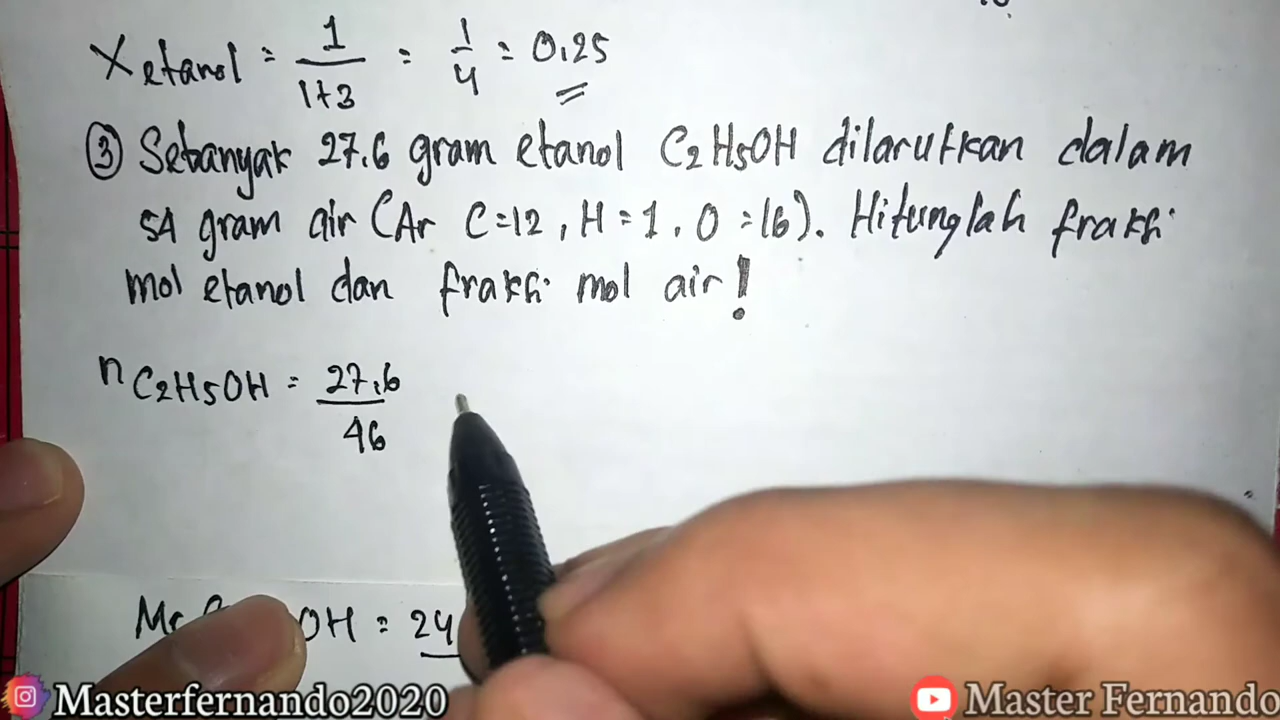 X etanol = 1/1+3 = 1/4 = 0.25
③ Sebanyak 27.6 gram etanol C2H5OH dilarutkan dalam
54 gram air (Ar C=12, H=1, O=16). Hitunglah fraksi
mol etanol dan fraksi mol air!
n C2H5OH = 27.6/46
OH = 24
Masterfernando2020
Master Fernando